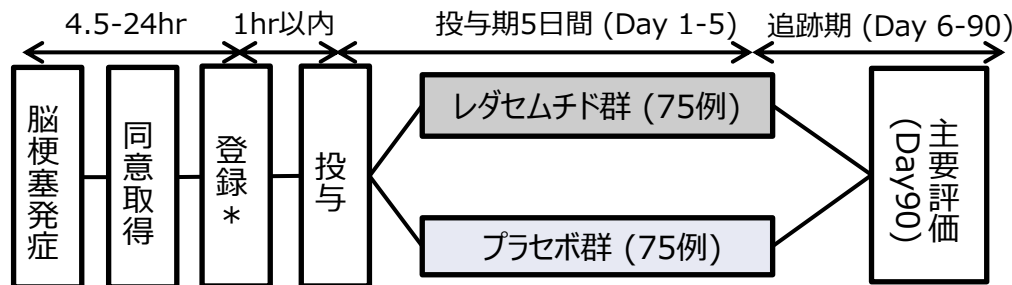 4.5-24hr
1hr以内
投与期5日間 (Day 1-5)
追跡期 (Day 6-90)
脳梗塞発症
同意取得
登録*
投与
レダセムチド群 (75例)
プラセボ群 (75例)
主要評価
(Day90)